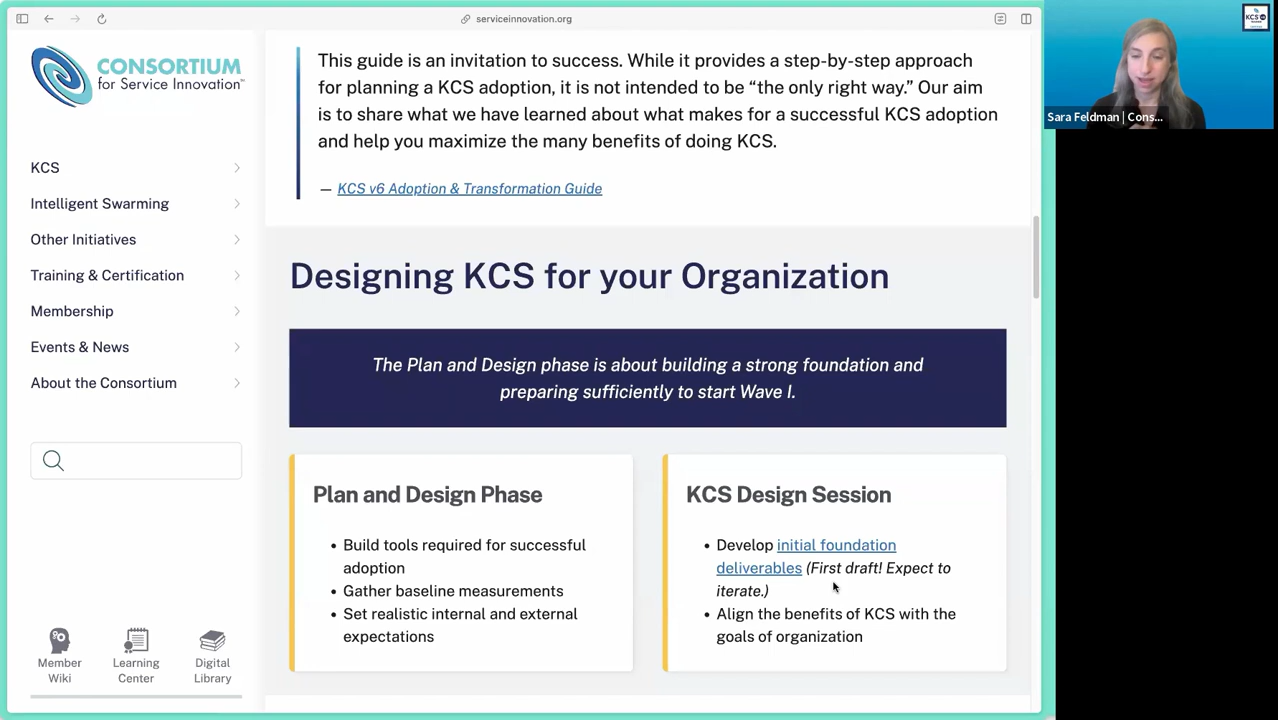 serviceinnovation.org
CONSORTIUM
for Service Innovation™
KCS
Intelligent Swarming
Other Initiatives
Training & Certification
Membership
Events & News
About the Consortium
Member
Wiki
Learning
Center
Digital
Library
This guide is an invitation to success. While it provides a step-by-step approach
for planning a KCS adoption, it is not intended to be “the only right way.” Our aim
is to share what we have learned about what makes for a successful KCS adoption
and help you maximize the many benefits of doing KCS.
— KCS v6 Adoption & Transformation Guide
Designing KCS for your Organization
The Plan and Design phase is about building a strong foundation and
preparing sufficiently to start Wave I.
Plan and Design Phase
• Build tools required for successful
adoption
• Gather baseline measurements
• Set realistic internal and external
expectations
KCS Design Session
• Develop initial foundation
deliverables (First draft! Expect to
iterate.)
• Align the benefits of KCS with the
goals of organization
Sara Feldman | Cons...
KCS